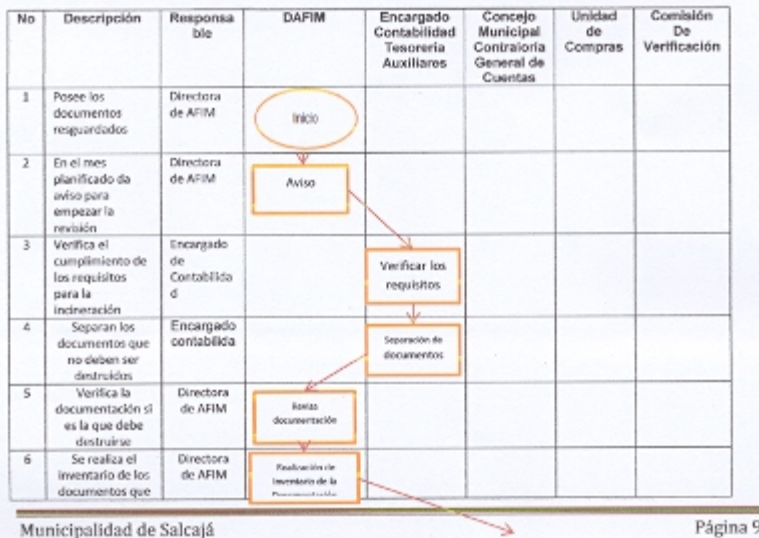 No Descripción Responsa DAFIM Encargado Concejo Unidad Comisión
ble Contabilidad Municipal de De
Tesoreria Contraloría Compras Verificación
Auxiliares General de
Cuentas
1 Posee los Directora
documentos de AFIM Inicio
resguardados
2 En el mes Directora
planificado da de AFIM Aviso
aviso para
empezar la
revisión
3 Verifica el Encargado
cumplimiento de de Verificar los
los requisitos Contabilida requisitos
para la d
incineración
4 Separan los Encargado Separación de
documentos que contabilida documentos
no deben ser
destruidos
5 Verifica la Directora
documentación si de AFIM documentación
es la que debe
destruirse
6 Se realiza el Directora Realización de
inventario de los de AFIM inventario de la
documentos que Documentación
Municipalidad de Salcajá Página 9